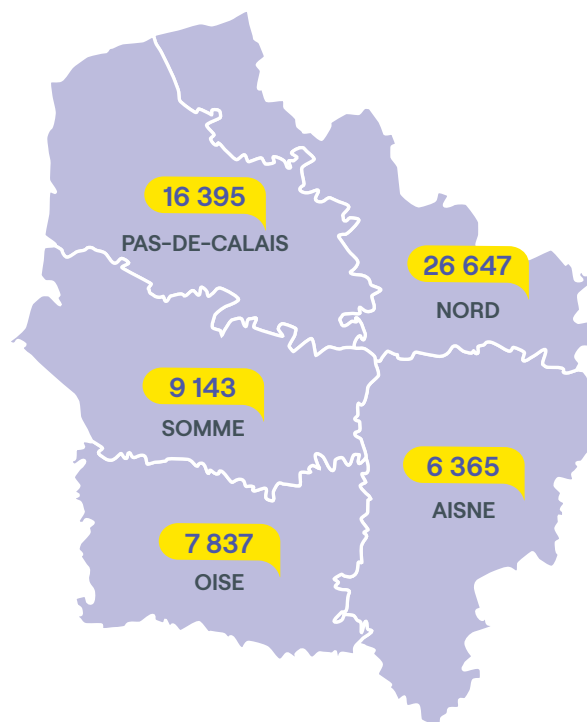 16 395
PAS-DE-CALAIS
26 647
NORD
9 143
SOMME
6 365
AISNE
7 837
OISE